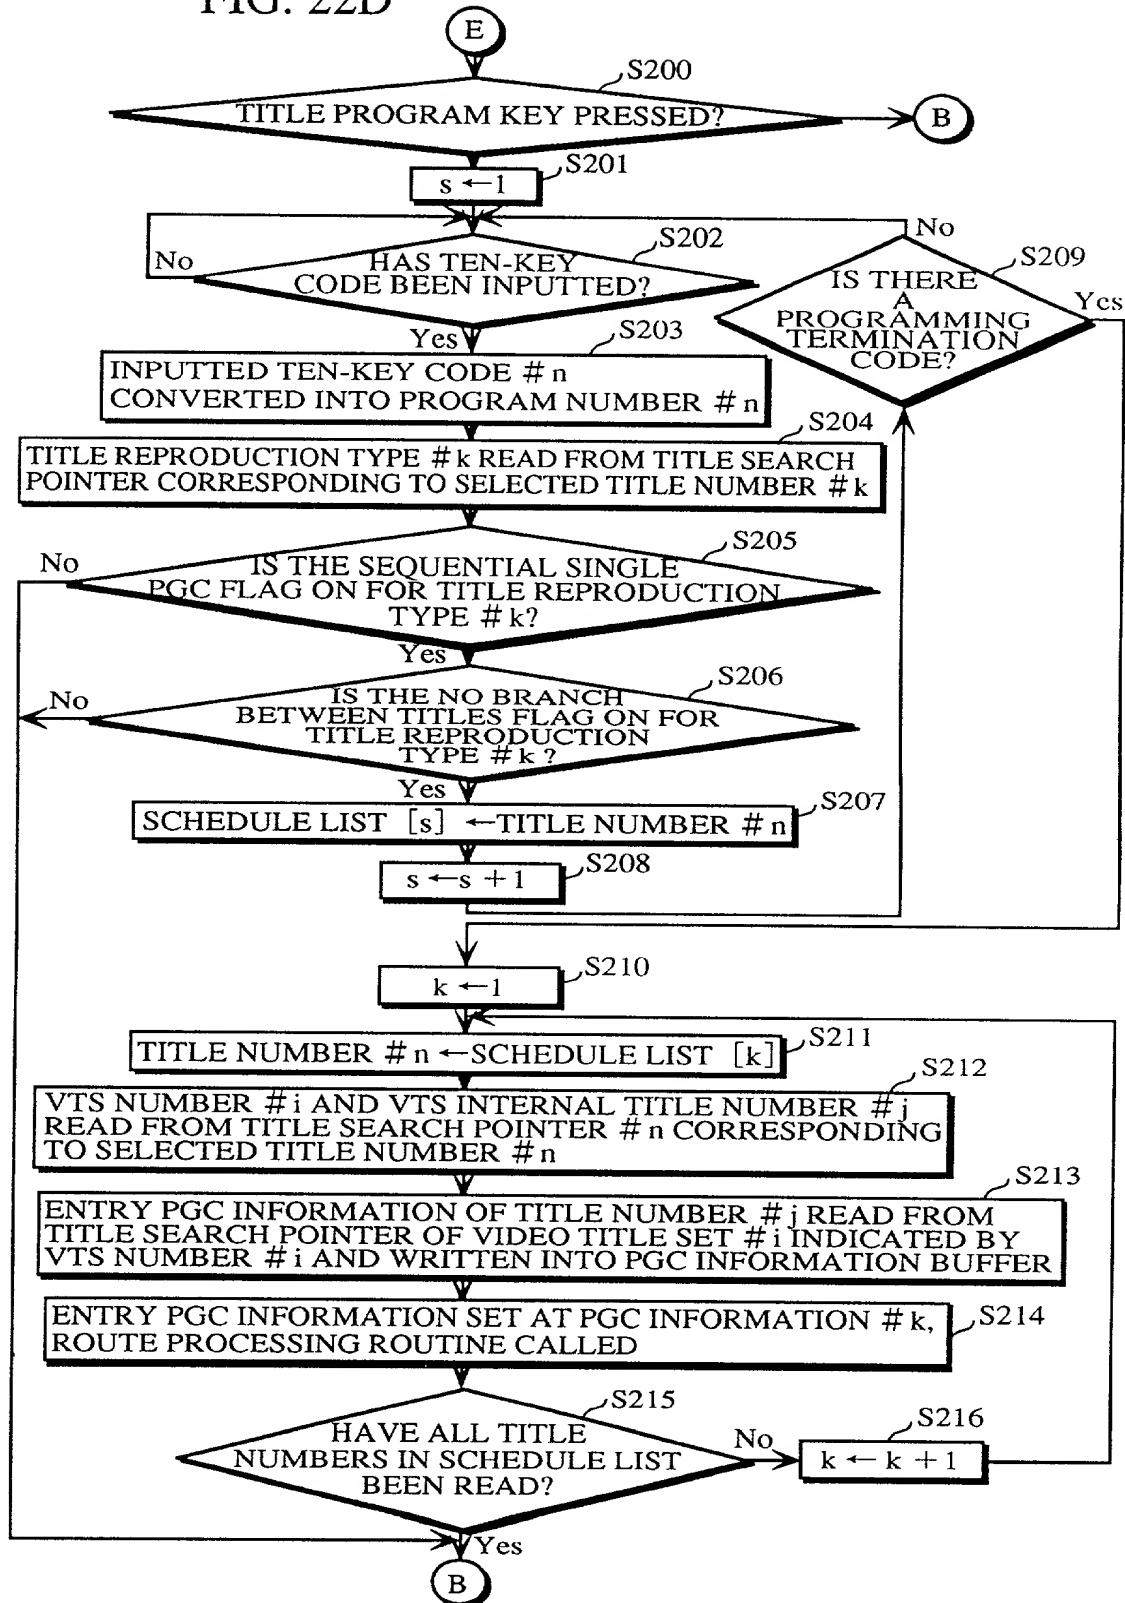 FIG. 22D
E
S200
TITLE PROGRAM KEY PRESSED?
B
S201
s ←1
No
S202
No
HAS TEN-KEY
CODE BEEN INPUTTED?
S209
IS THERE
A
PROGRAMMING
TERMINATION
CODE?
Yes
Yes
S203
INPUTTED TEN-KEY CODE #n
CONVERTED INTO PROGRAM NUMBER #n
S204
TITLE REPRODUCTION TYPE #k READ FROM TITLE SEARCH
POINTER CORRESPONDING TO SELECTED TITLE NUMBER #k
S205
No
IS THE SEQUENTIAL SINGLE
PGC FLAG ON FOR TITLE REPRODUCTION
TYPE #k?
Yes
S206
No
IS THE NO BRANCH
BETWEEN TITLES FLAG ON FOR
TITLE REPRODUCTION
TYPE #k ?
Yes
S207
SCHEDULE LIST [s] ←TITLE NUMBER #n
S208
s ←s +1
S210
k ←1
S211
TITLE NUMBER #n ←SCHEDULE LIST [k]
S212
VTS NUMBER #i AND VTS INTERNAL TITLE NUMBER #j
READ FROM TITLE SEARCH POINTER #n CORRESPONDING
TO SELECTED TITLE NUMBER #n
S213
ENTRY PGC INFORMATION OF TITLE NUMBER #j READ FROM
TITLE SEARCH POINTER OF VIDEO TITLE SET #i INDICATED BY
VTS NUMBER #i AND WRITTEN INTO PGC INFORMATION BUFFER
ENTRY PGC INFORMATION SET AT PGC INFORMATION #k,
ROUTE PROCESSING ROUTINE CALLED
S214
S215
HAVE ALL TITLE
NUMBERS IN SCHEDULE LIST
BEEN READ?
No
S216
k ← k +1
Yes
B